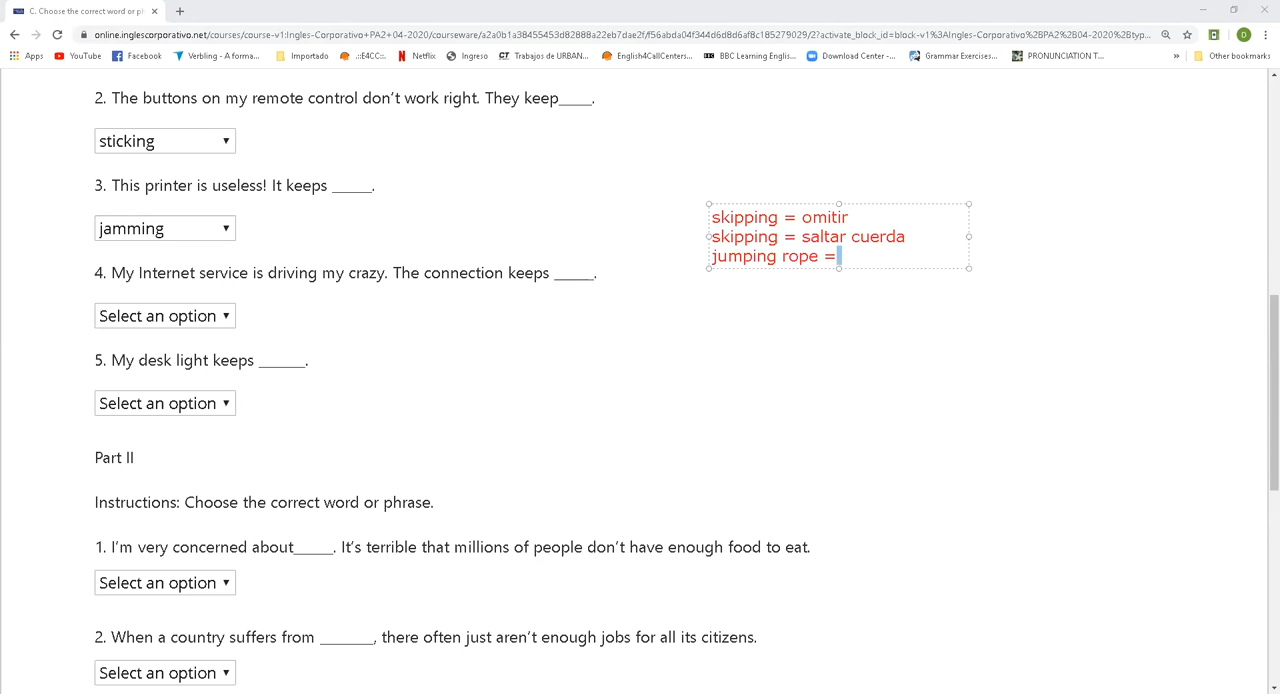 C. Choose the correct word or p
online.inglescorporativo.net/courses/course-v1:Ingles-Corporativo+PA2+04-2020/courseware/a2a0b1a38455453d82888a22eb7dae2f/f56abda04f344d6d8d6af8c185279029/2?activate_block_id=block-v1%3AIngles-Corporativo%2BPA2%2B04-2020%2Btyp...
D
Apps YouTube Facebook Verbling - A forma... Importado .::E4CC::. Netflix Ingreso CT Trabajos de URBAN... English4CallCenters... BBC Learning Englis... Download Center -... Grammar Exercises... PRONUNCIATION T... » Other bookmarks
2. The buttons on my remote control don’t work right. They keep____.
sticking
3. This printer is useless! It keeps _____.
jamming
skipping = omitir
skipping = saltar cuerda
jumping rope =
4. My Internet service is driving my crazy. The connection keeps _____.
Select an option
5. My desk light keeps ______.
Select an option
Part II
Instructions: Choose the correct word or phrase.
1. I’m very concerned about_____. It’s terrible that millions of people don’t have enough food to eat.
Select an option
2. When a country suffers from _______, there often just aren’t enough jobs for all its citizens.
Select an option